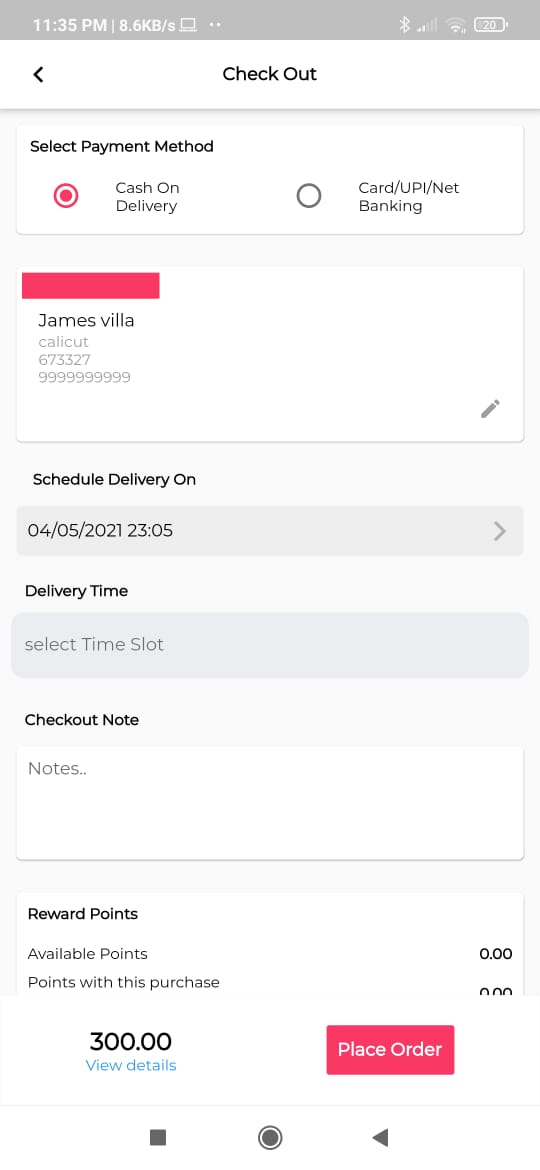 11:35 PM | 8.6KB/s
20
Check Out
Select Payment Method
Cash On
Delivery
Card/UPI/Net
Banking
James villa
calicut
673327
9999999999
Schedule Delivery On
04/05/2021 23:05
Delivery Time
select Time Slot
Checkout Note
Notes..
Reward Points
Available Points 0.00
Points with this purchase 0.00
300.00
View details
Place Order